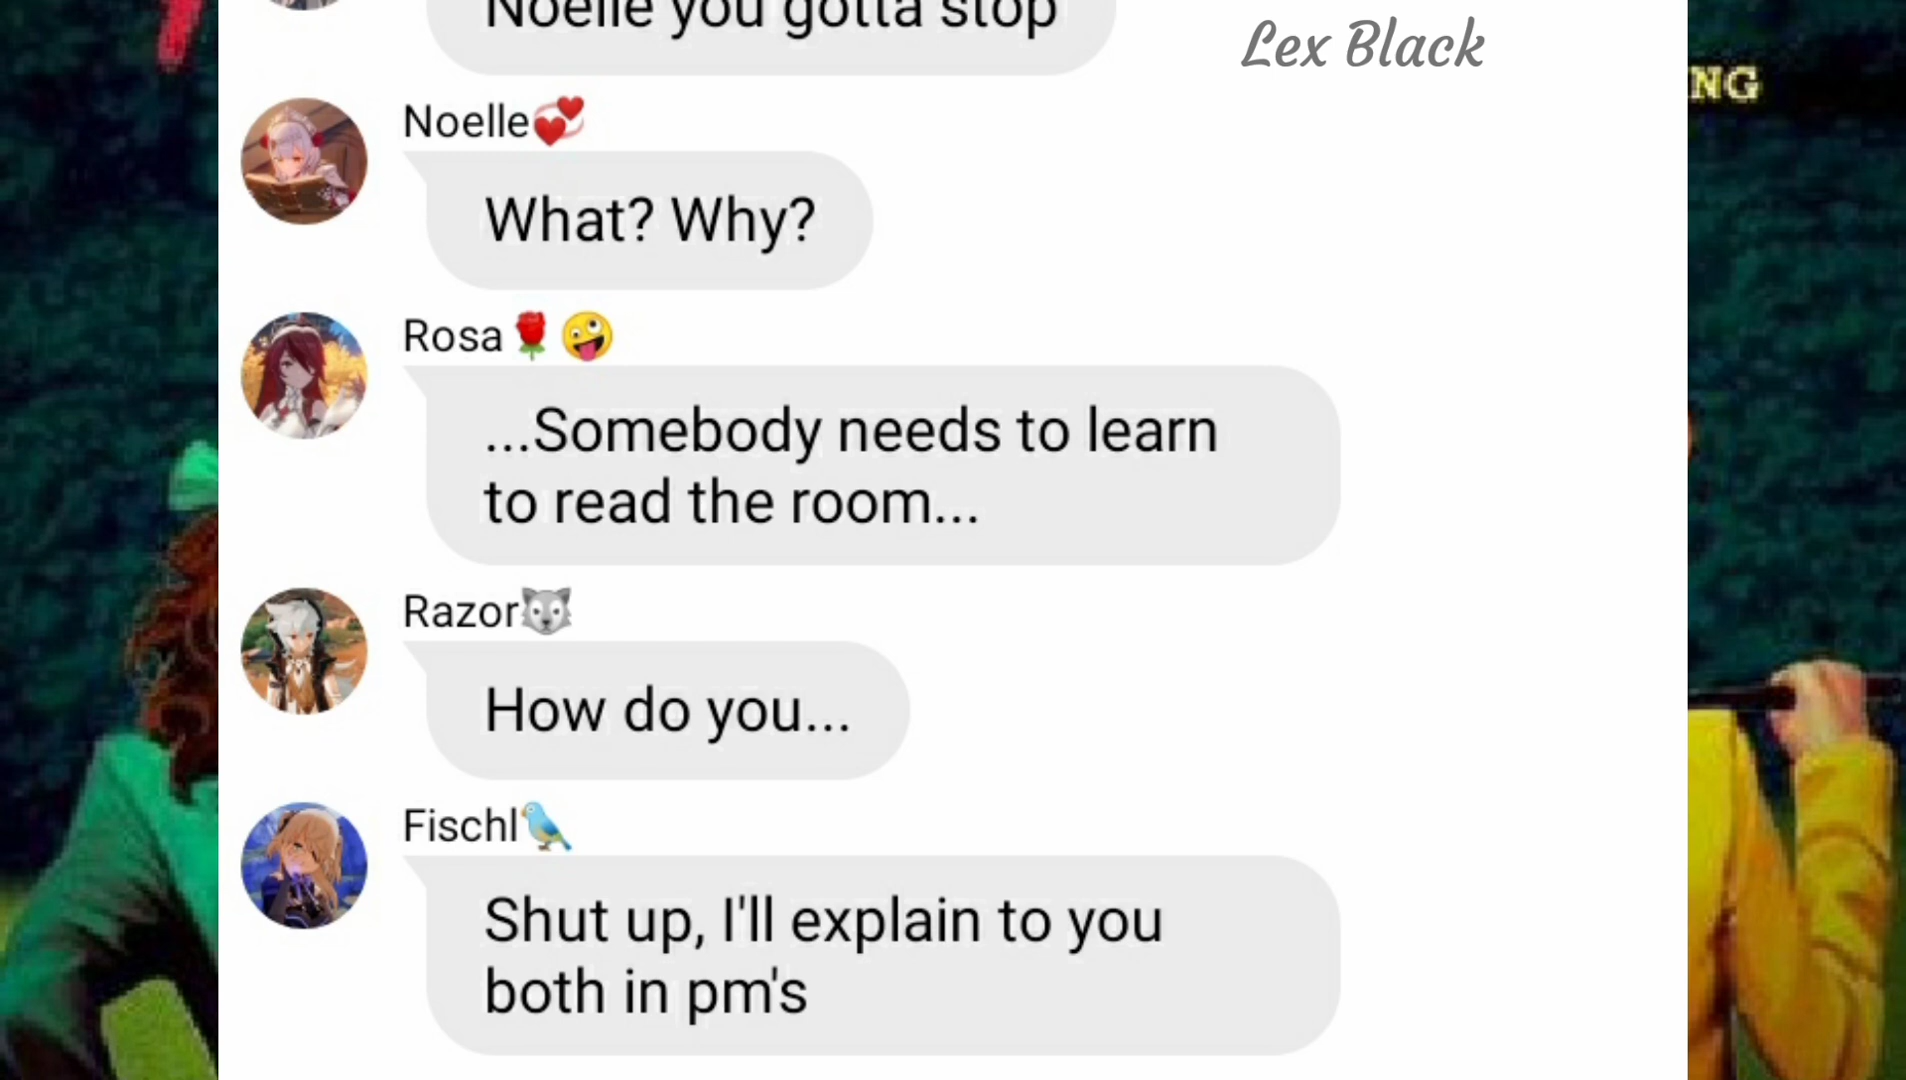 Noelle you gotta stop
Lex Black
NG
Noelle💞
What? Why?
Rosa🌹🤪
...Somebody needs to learn
to read the room...
Razor🐺
How do you...
Fischl🐦
Shut up, I'll explain to you
both in pm's